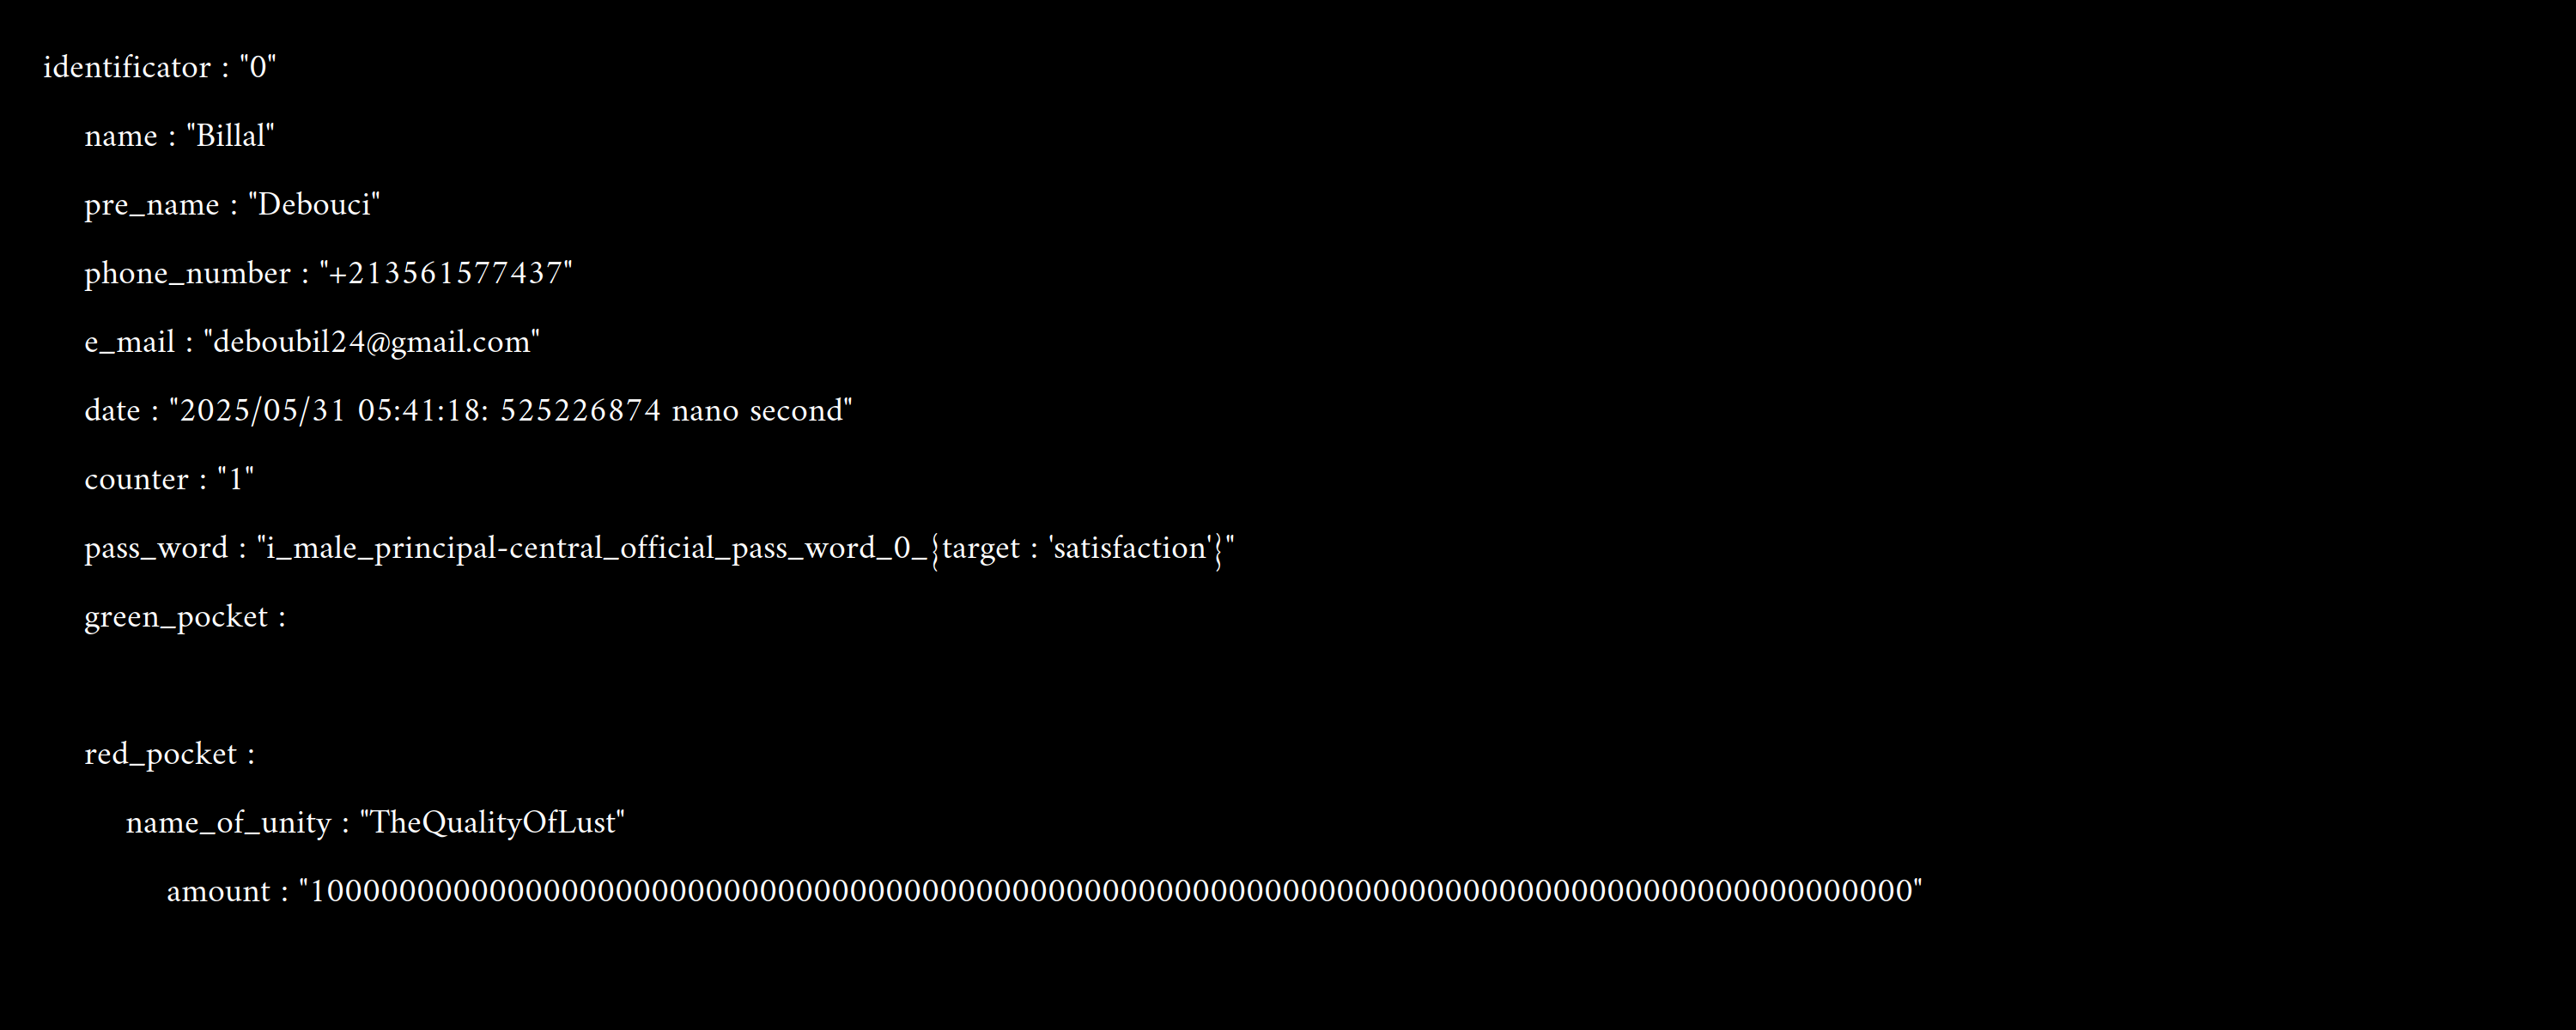 identificator : "0"
name : "Billal"
pre_name : "Debouci"
phone_number : "+213561577437"
e_mail : "deboubil24@gmail.com"
date : "2025/05/31 05:41:18: 525226874 nano second"
counter : "1"
pass_word : "i_male_principal-central_official_pass_word_0_{target : 'satisfaction'}"
green_pocket :
red_pocket :
name_of_unity : "TheQualityOfLust"
amount : "10000000000000000000000000000000000000000000000000000000000000000000000000000000000000000"